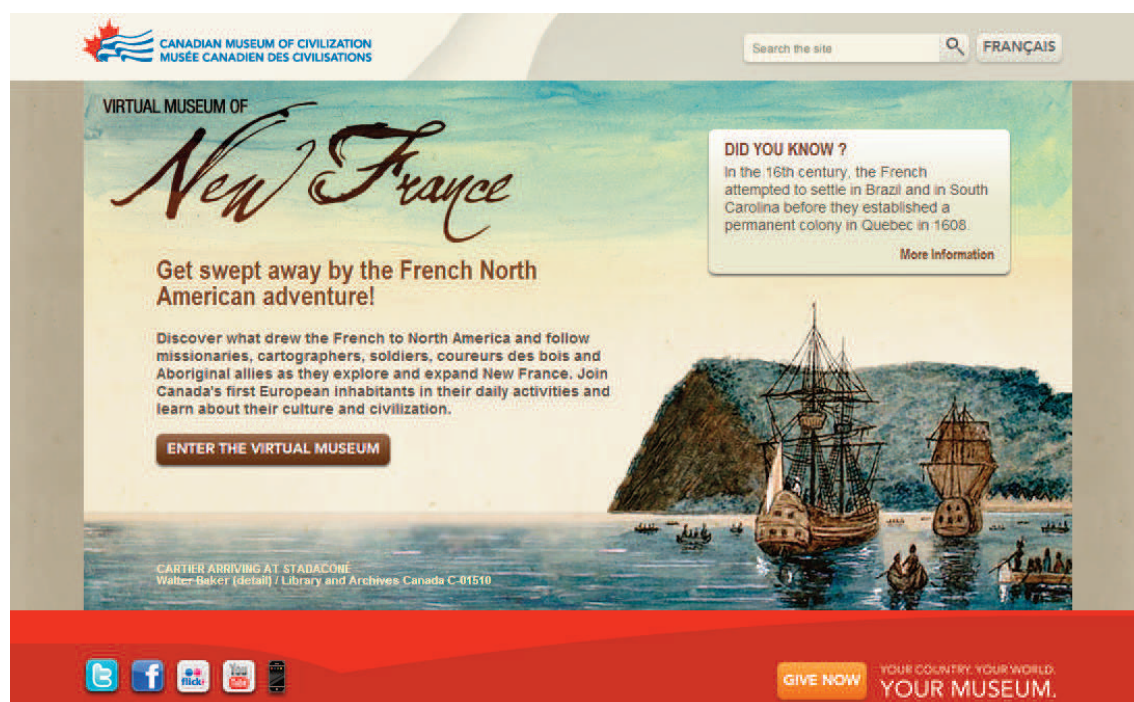 CANADIAN MUSEUM OF CIVILIZATION
MUSÉE CANADIEN DES CIVILISATIONS
Search the site
FRANÇAIS
VIRTUAL MUSEUM OF
New France
DID YOU KNOW ?
In the 16th century, the French
attempted to settle in Brazil and in South
Carolina before they established a
permanent colony in Quebec in 1608.
More Information
Get swept away by the French North
American adventure!
Discover what drew the French to North America and follow
missionaries, cartographers, soldiers, coureurs des bois and
Aboriginal allies as they explore and expand New France. Join
Canada's first European inhabitants in their daily activities and
learn about their culture and civilization.
ENTER THE VIRTUAL MUSEUM
CARTIER ARRIVING AT STADACONÉ
Walter Baker (detail) / Library and Archives Canada C-01510
flickr
You Tube
GIVE NOW
YOUR COUNTRY. YOUR WORLD.
YOUR MUSEUM.